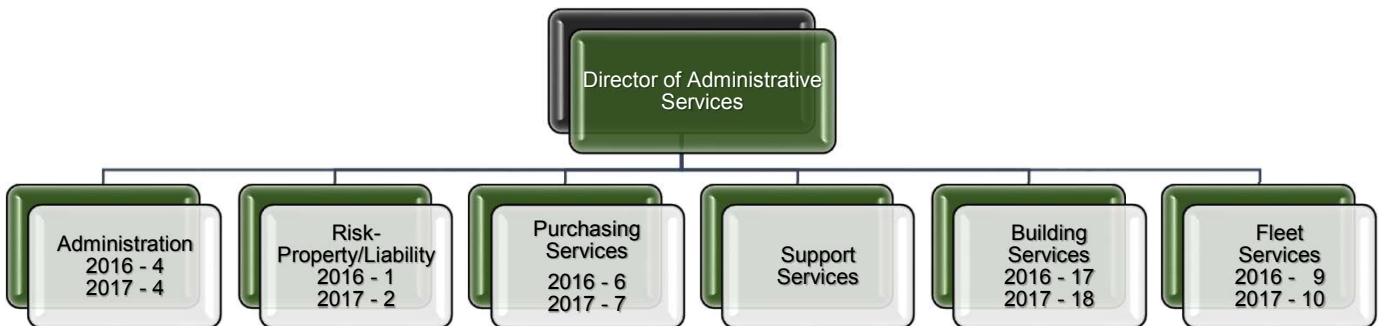 Director of Administrative
Services
Administration
2016 - 4
2017 - 4
Risk-
Property/Liability
2016 - 1
2017 - 2
Purchasing
Services
2016 - 6
2017 - 7
Support
Services
Building
Services
2016 - 17
2017 - 18
Fleet
Services
2016 - 9
2017 - 10